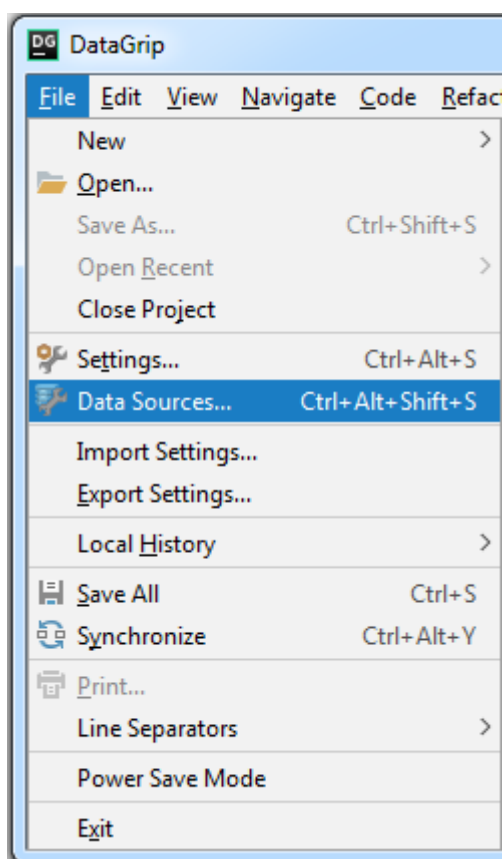 DG DataGrip
File Edit View Navigate Code Refac
New
Open...
Save As... Ctrl+Shift+S
Open Recent
Close Project
Settings... Ctrl+Alt+S
Data Sources... Ctrl+Alt+Shift+S
Import Settings...
Export Settings...
Local History
Save All Ctrl+S
Synchronize Ctrl+Alt+Y
Print...
Line Separators
Power Save Mode
Exit